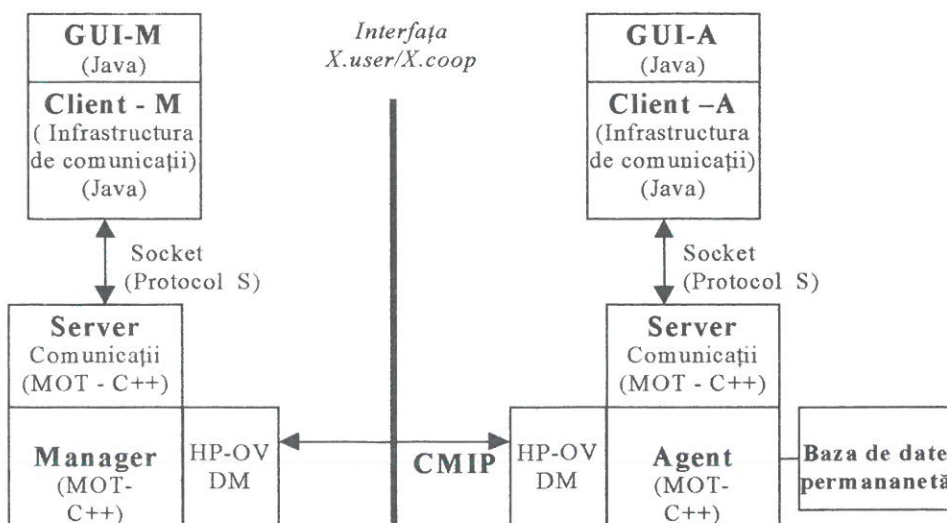 GUI-M
(Java)
Client - M
( Infrastructura
de comunicații)
(Java)
Interfața
X.user/X.coop
GUI-A
(Java)
Client –A
(Infrastructura
de comunicații)
(Java)
Socket
(Protocol S)
Socket
(Protocol S)
Server
Comunicații
(MOT - C++)
Server
Comunicații
(MOT - C++)
Manager
(MOT-
C++)
HP-OV
DM
CMIP
HP-OV
DM
Agent
(MOT-
C++)
Baza de date
permananetă